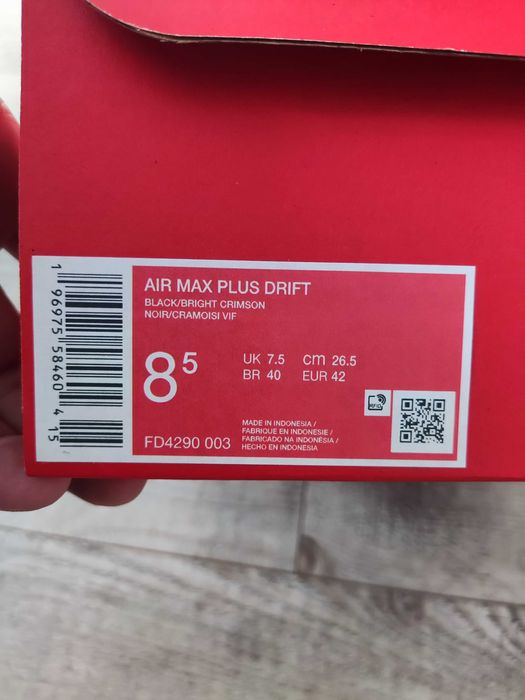 AIR MAX PLUS DRIFT
BLACK/BRIGHT CRIMSON
NOIR/CRAMOISI VIF
8⁵
UK 7.5 cm 26.5
BR 40 EUR 42
FD4290 003
MADE IN INDONESIA /
FABRIQUE EN INDONESIE /
FABRICADO NA INDONÉSIA /
HECHO EN INDONESIA
1 96975 58460 4 15